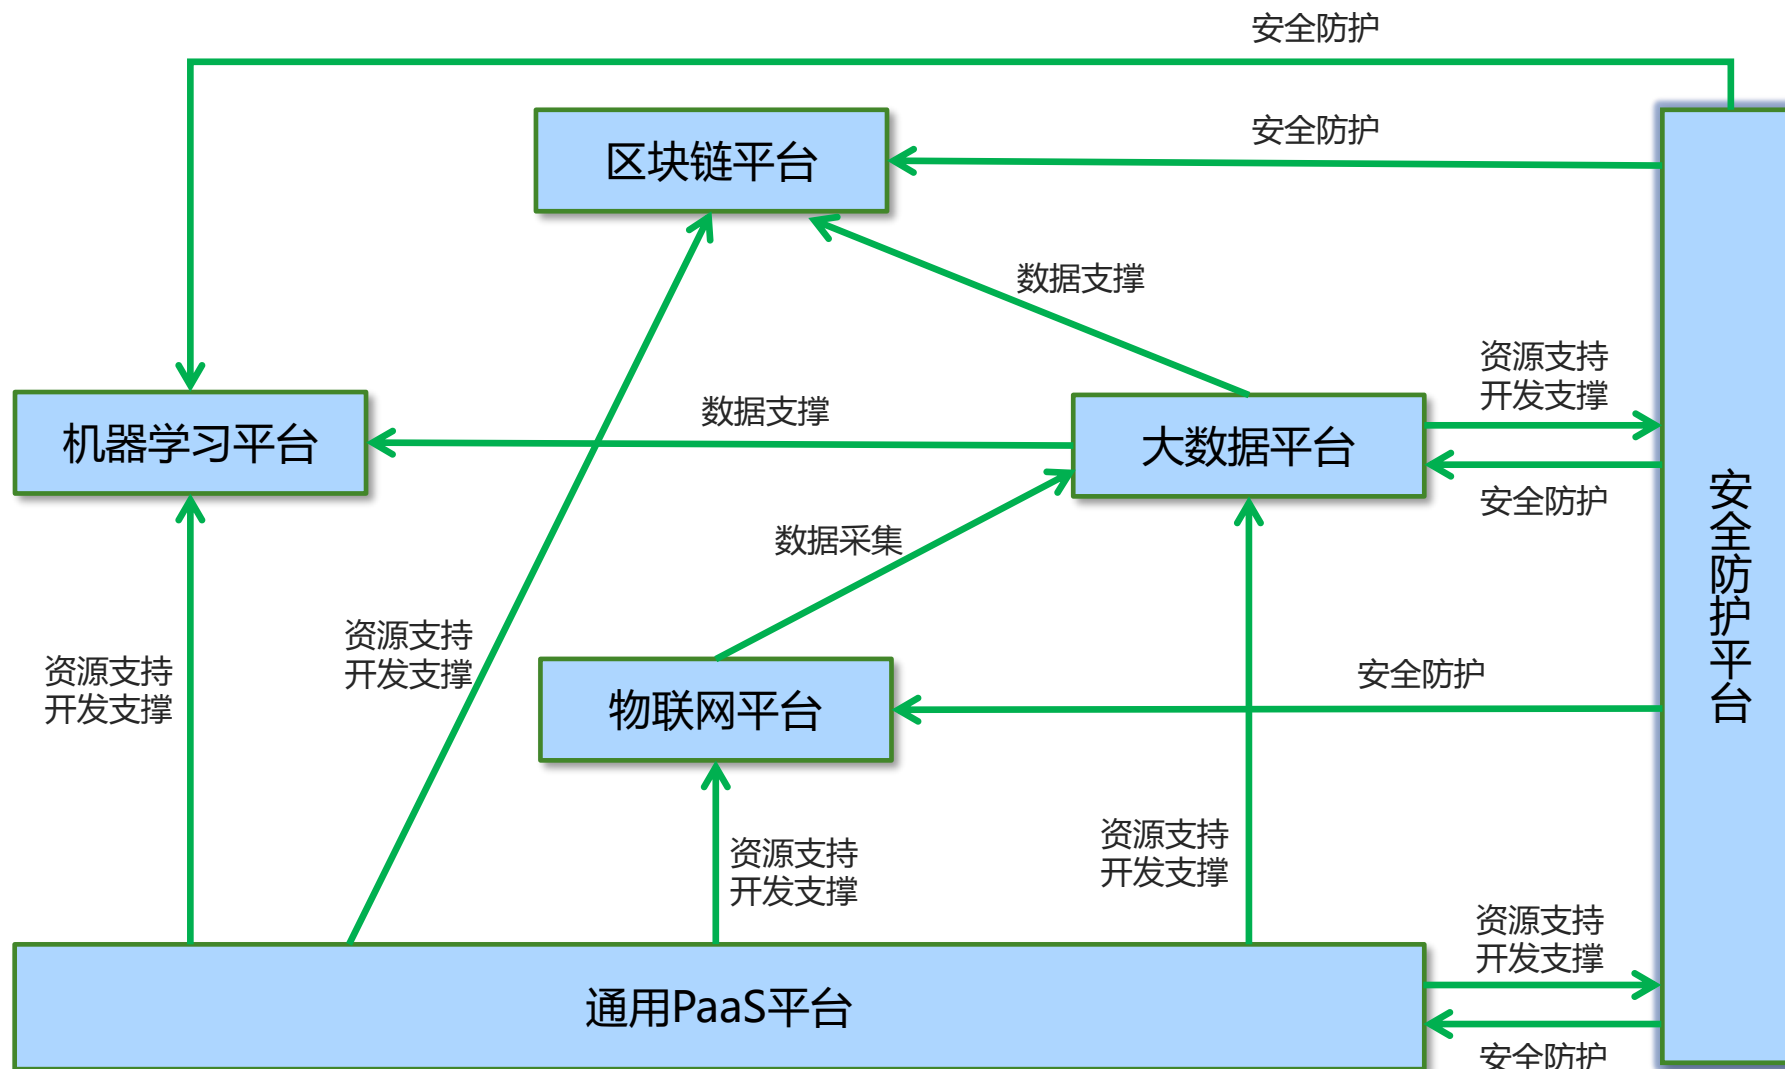 安全防护
安全防护
区块链平台
数据支撑
资源支持
开发支撑
数据支撑
机器学习平台
大数据平台
安全防护
安全防护平台
数据采集
资源支持
开发支撑
资源支持
开发支撑
安全防护
物联网平台
资源支持
开发支撑
资源支持
开发支撑
资源支持
开发支撑
通用PaaS平台
安全防护